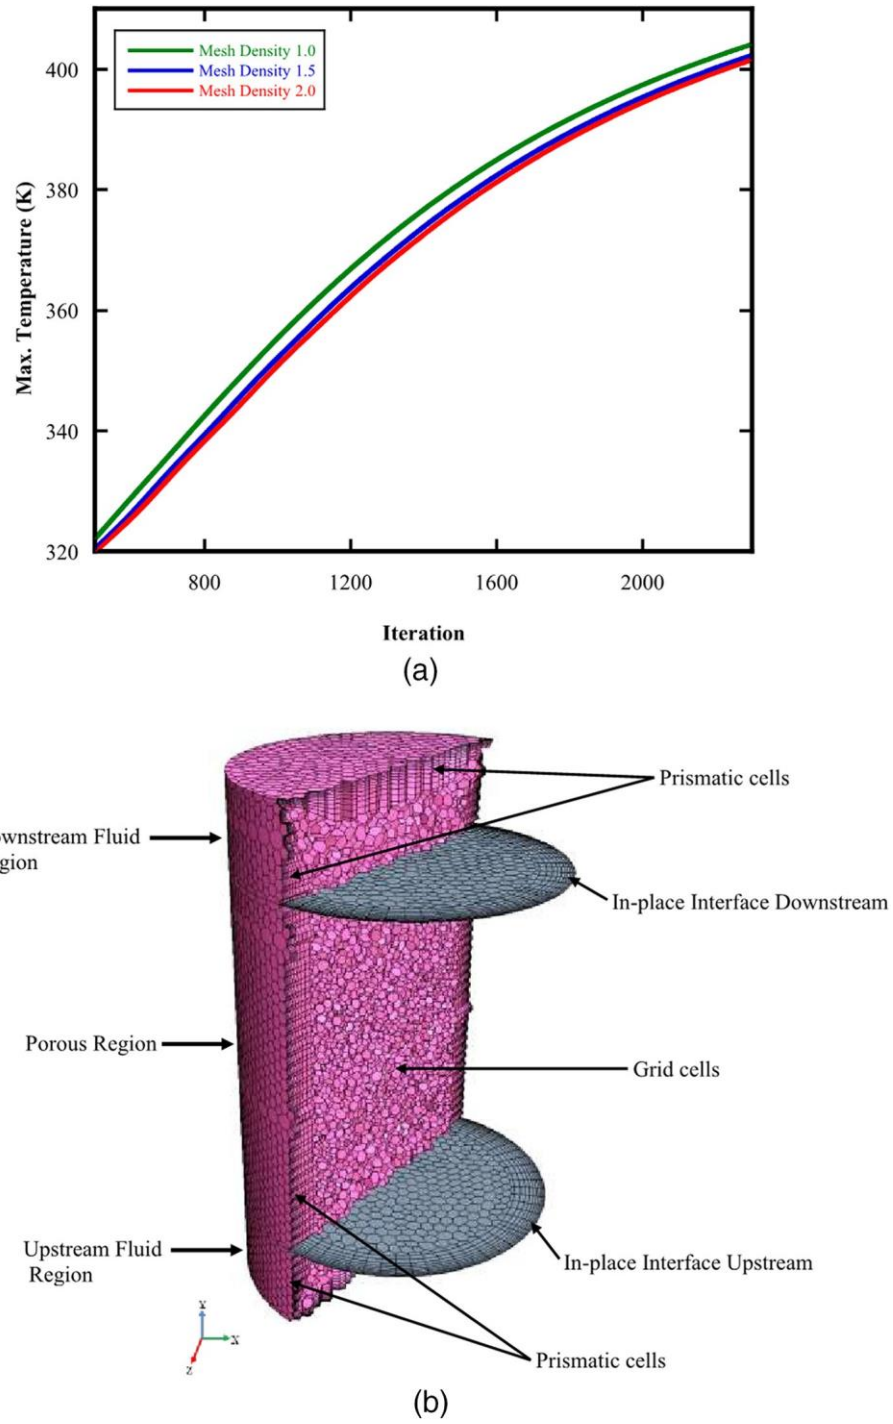 400
380
360
340
320
Max. Temperature (K)
Mesh Density 1.0
Mesh Density 1.5
Mesh Density 2.0
800 1200 1600 2000
Iteration
(a)
Prismatic cells
wnstream Fluid
gion
In-place Interface Downstream
Porous Region
Grid cells
Upstream Fluid
Region
In-place Interface Upstream
Y
X
Z
Prismatic cells
(b)